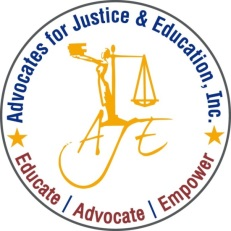 Advocates for Justice & Education, Inc.
AJE
Educate | Advocate | Empower